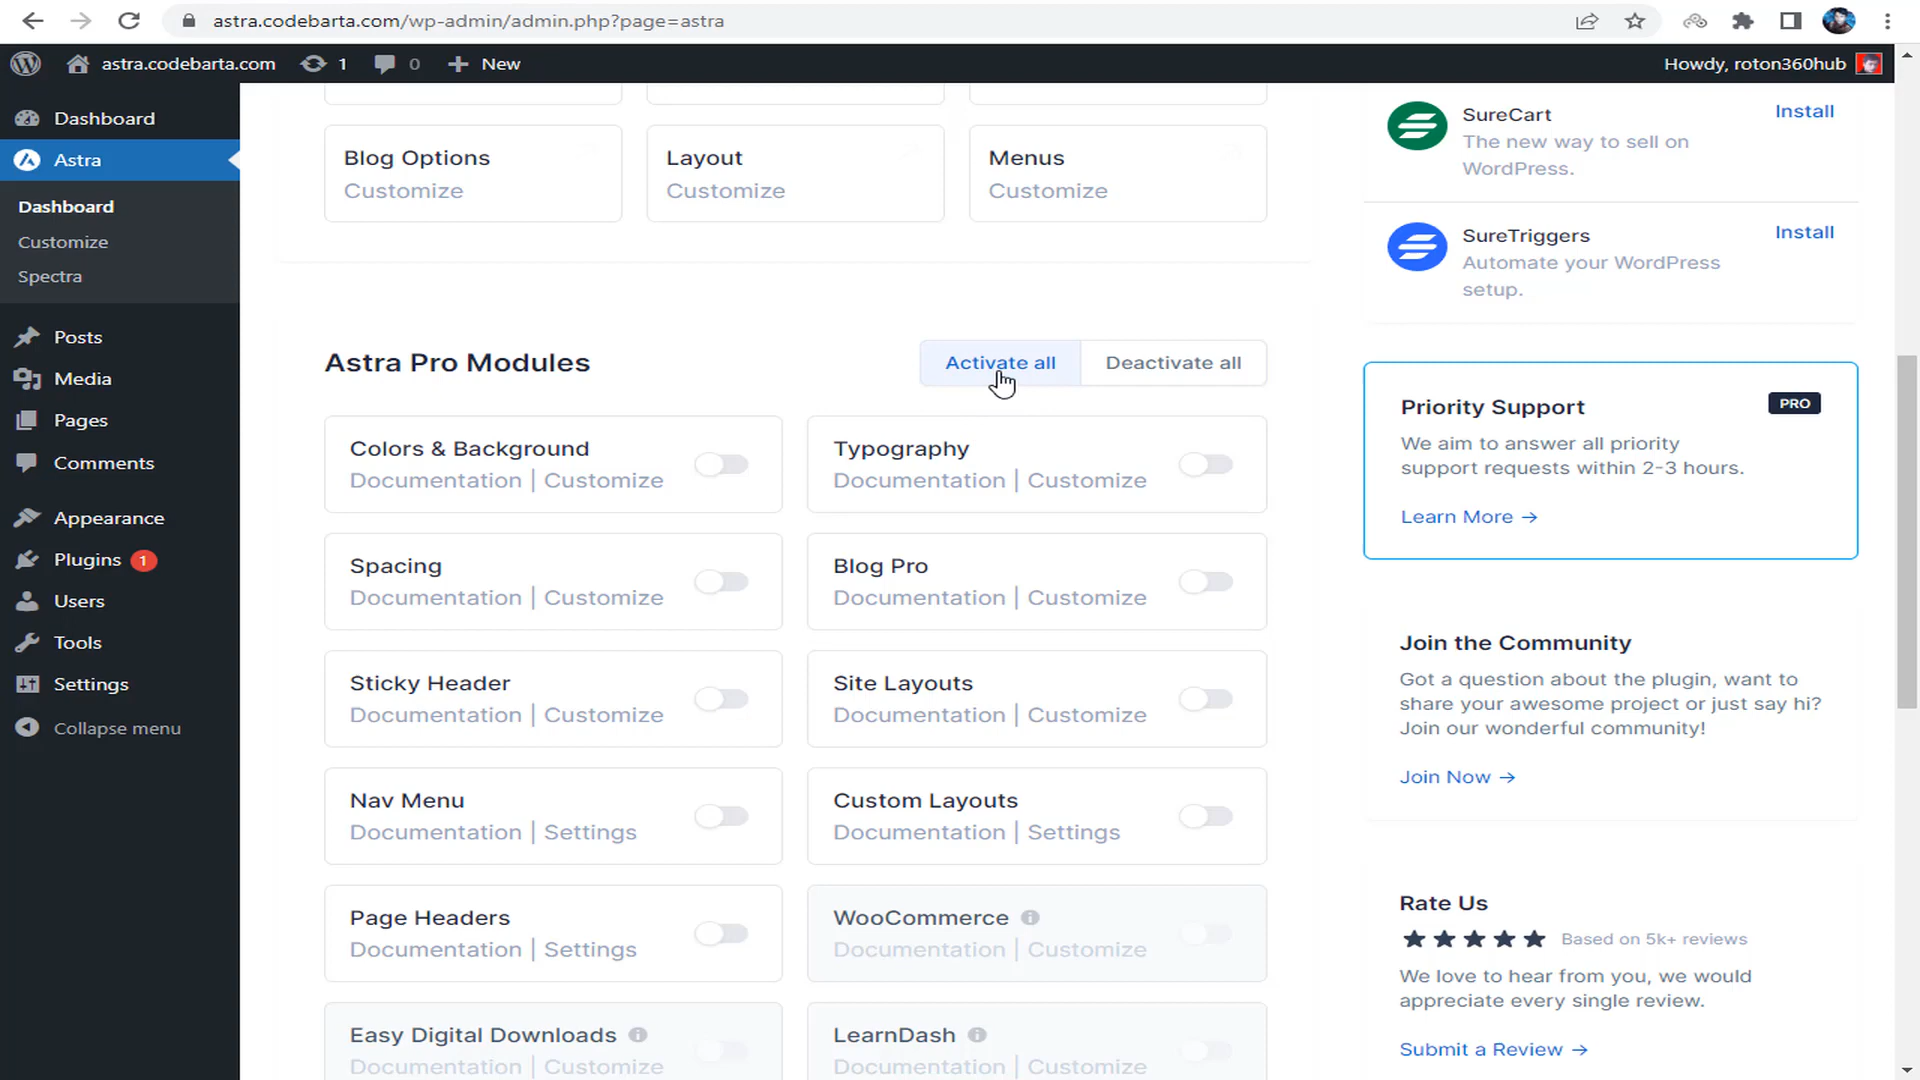 astra.codebarta.com/wp-admin/admin.php?page=astra
astra.codebarta.com 1 0 New
Howdy, roton360hub
Dashboard
Astra
Dashboard
Customize
Spectra
Posts
Media
Pages
Comments
Appearance
Plugins 1
Users
Tools
Settings
Collapse menu
Blog Options
Customize
Layout
Customize
Menus
Customize
Astra Pro Modules
Activate all
Deactivate all
Colors & Background
Documentation | Customize
Typography
Documentation | Customize
Spacing
Documentation | Customize
Blog Pro
Documentation | Customize
Sticky Header
Documentation | Customize
Site Layouts
Documentation | Customize
Nav Menu
Documentation | Settings
Custom Layouts
Documentation | Settings
Page Headers
Documentation | Settings
WooCommerce
Documentation | Customize
Easy Digital Downloads
Documentation | Customize
LearnDash
Documentation | Customize
SureCart
Install
The new way to sell on
WordPress.
SureTriggers
Install
Automate your WordPress
setup.
Priority Support
PRO
We aim to answer all priority
support requests within 2-3 hours.
Learn More →
Join the Community
Got a question about the plugin, want to
share your awesome project or just say hi?
Join our wonderful community!
Join Now →
Rate Us
Based on 5k+ reviews
We love to hear from you, we would
appreciate every single review.
Submit a Review →